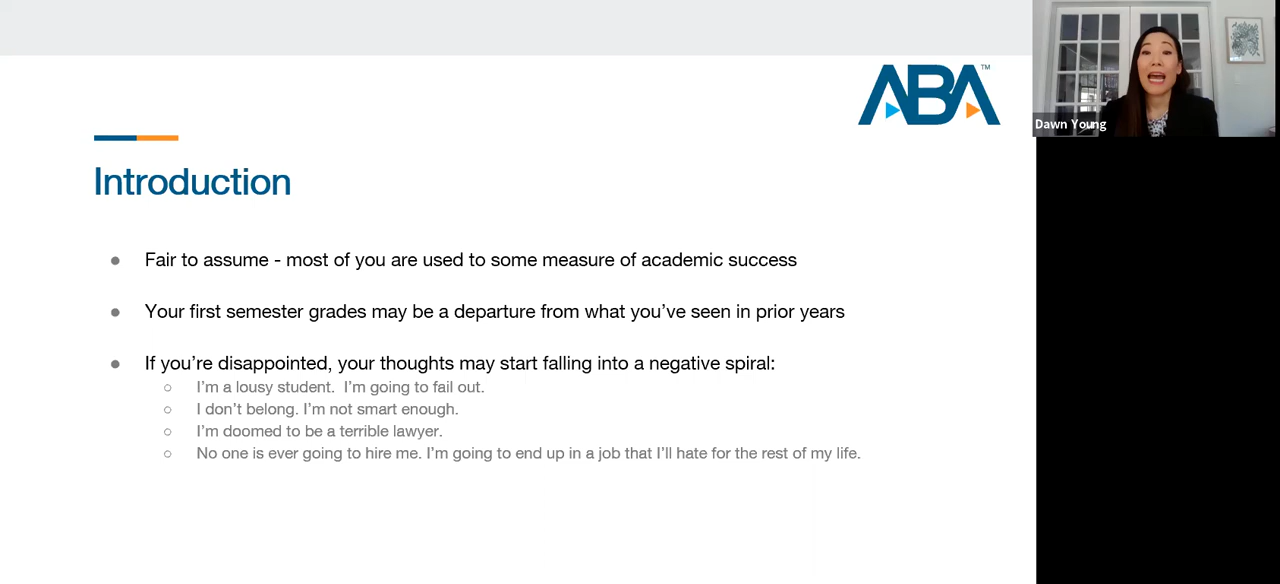 ABA™
Dawn Young
Introduction
● Fair to assume - most of you are used to some measure of academic success
● Your first semester grades may be a departure from what you’ve seen in prior years
● If you’re disappointed, your thoughts may start falling into a negative spiral:
○ I’m a lousy student.  I’m going to fail out.
○ I don’t belong. I’m not smart enough.
○ I’m doomed to be a terrible lawyer.
○ No one is ever going to hire me. I’m going to end up in a job that I’ll hate for the rest of my life.